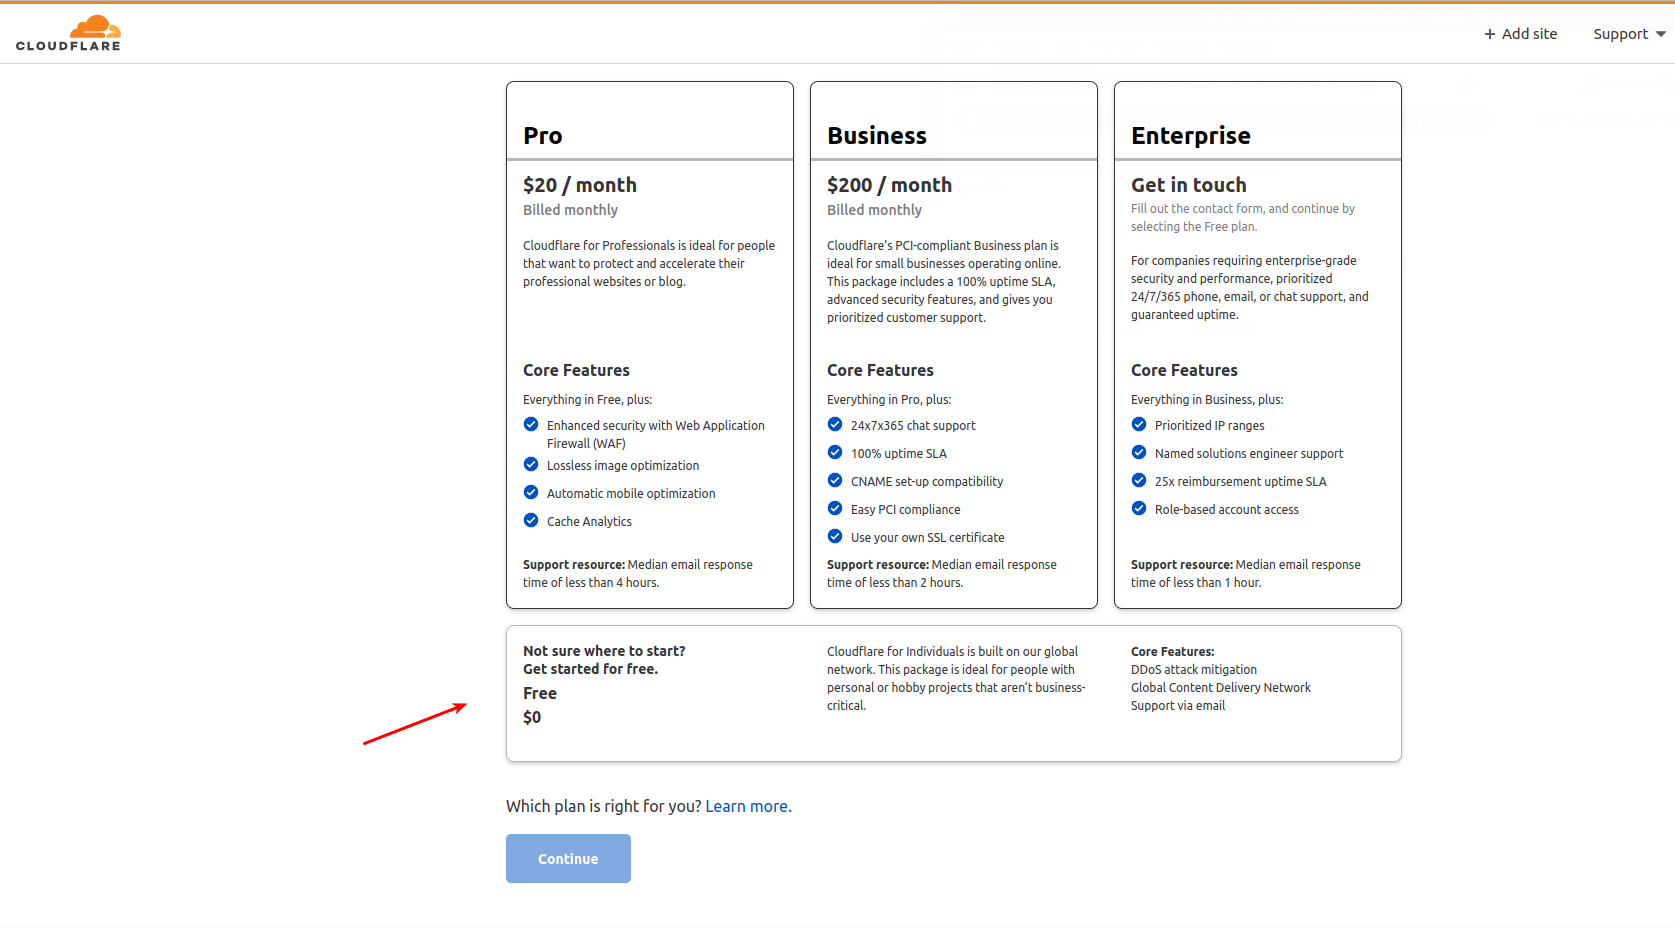 CLOUDFLARE
+ Add site
Support
Pro
$20 / month
Billed monthly
Cloudflare for Professionals is ideal for people
that want to protect and accelerate their
professional websites or blog.
Core Features
Everything in Free, plus:
Enhanced security with Web Application
Firewall (WAF)
Lossless image optimization
Automatic mobile optimization
Cache Analytics
Support resource: Median email response
time of less than 4 hours.
Business
$200 / month
Billed monthly
Cloudflare's PCI-compliant Business plan is
ideal for small businesses operating online.
This package includes a 100% uptime SLA,
advanced security features, and gives you
prioritized customer support.
Core Features
Everything in Pro, plus:
24x7x365 chat support
100% uptime SLA
CNAME set-up compatibility
Easy PCI compliance
Use your own SSL certificate
Support resource: Median email response
time of less than 2 hours.
Enterprise
Get in touch
Fill out the contact form, and continue by
selecting the Free plan.
For companies requiring enterprise-grade
security and performance, prioritized
24/7/365 phone, email, or chat support, and
guaranteed uptime.
Core Features
Everything in Business, plus:
Prioritized IP ranges
Named solutions engineer support
25x reimbursement uptime SLA
Role-based account access
Support resource: Median email response
time of less than 1 hour.
Not sure where to start?
Get started for free.
Free
$0
Cloudflare for Individuals is built on our global
network. This package is ideal for people with
personal or hobby projects that aren’t business-
critical.
Core Features:
DDoS attack mitigation
Global Content Delivery Network
Support via email
Which plan is right for you? Learn more.
Continue